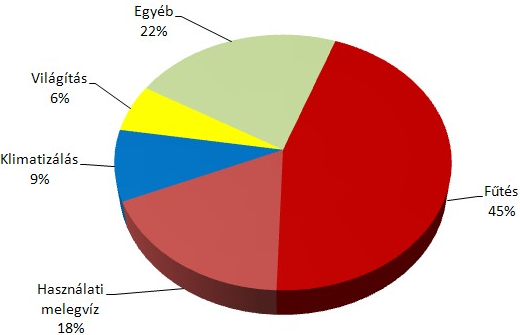 Egyéb
22%
Világítás
6%
Klimatizálás
9%
Fűtés
45%
Használati
melegvíz
18%